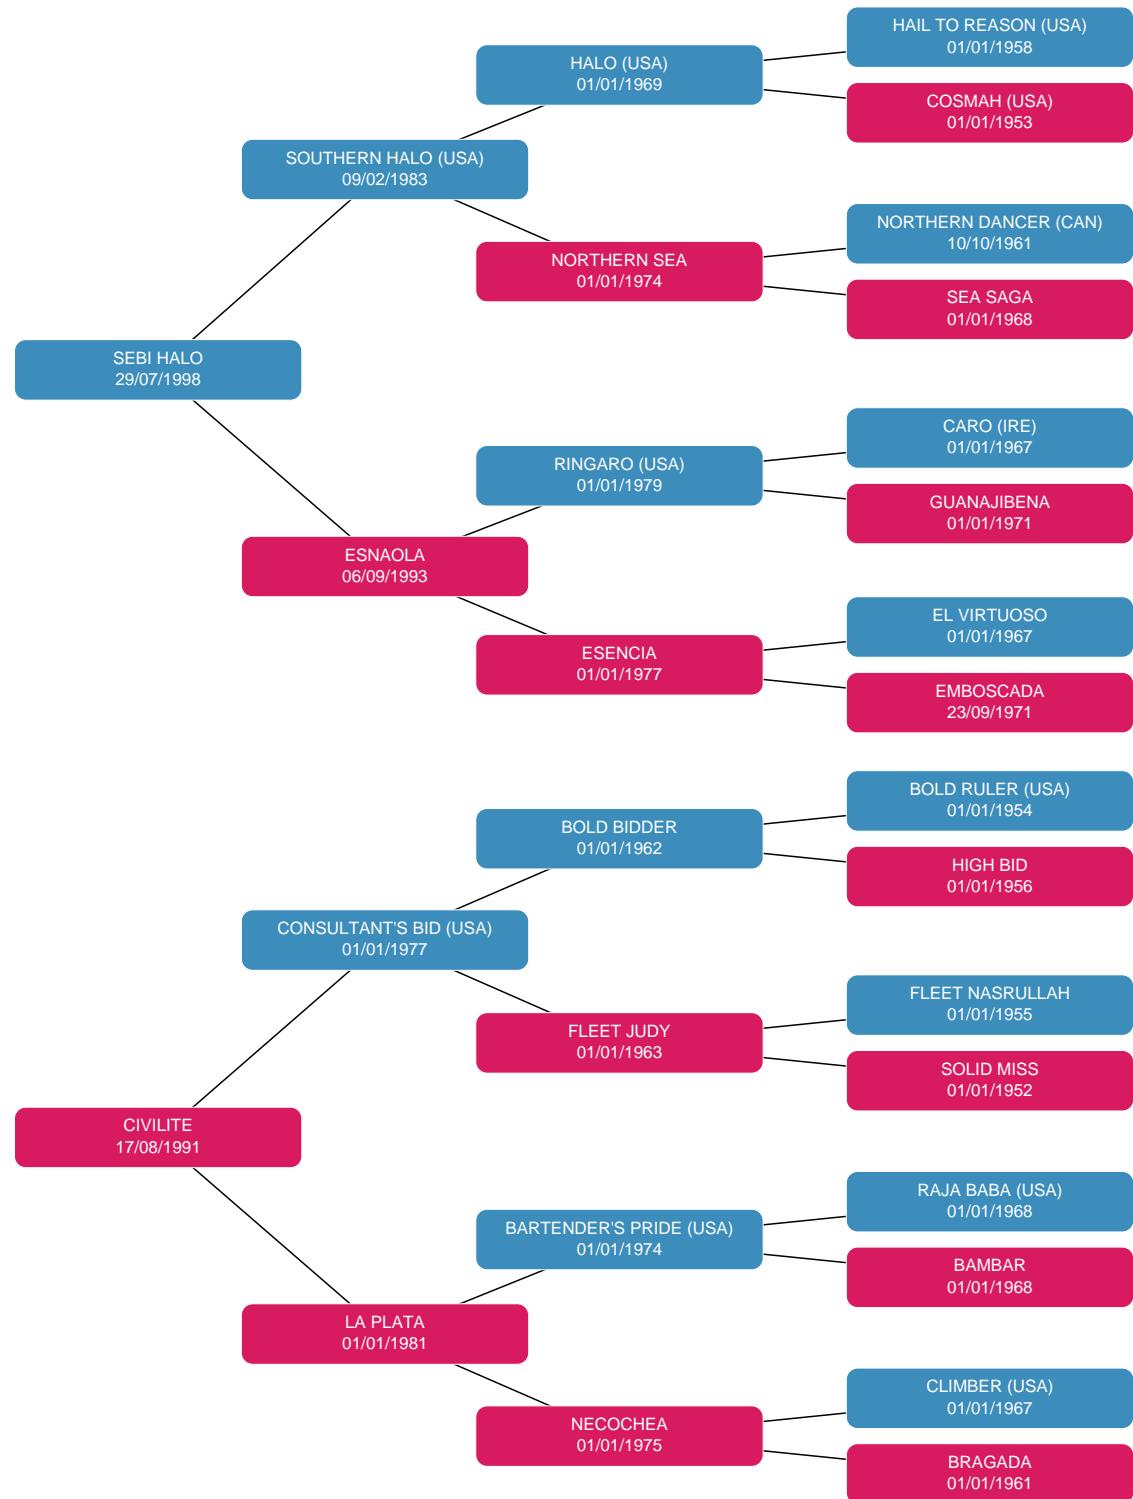 HAIL TO REASON (USA)
01/01/1958
HALO (USA)
01/01/1969
COSMAH (USA)
01/01/1953
SOUTHERN HALO (USA)
09/02/1983
NORTHERN DANCER (CAN)
10/10/1961
NORTHERN SEA
01/01/1974
SEA SAGA
01/01/1968
SEBI HALO
29/07/1998
CARO (IRE)
01/01/1967
RINGARO (USA)
01/01/1979
GUANAJIBENA
01/01/1971
ESNAOLA
06/09/1993
EL VIRTUOSO
01/01/1967
ESENCIA
01/01/1977
EMBOSCADA
23/09/1971
BOLD RULER (USA)
01/01/1954
BOLD BIDDER
01/01/1962
HIGH BID
01/01/1956
CONSULTANT'S BID (USA)
01/01/1977
FLEET NASRULLAH
01/01/1955
FLEET JUDY
01/01/1963
SOLID MISS
01/01/1952
CIVILITE
17/08/1991
RAJA BABA (USA)
01/01/1968
BARTENDER'S PRIDE (USA)
01/01/1974
BAMBAR
01/01/1968
LA PLATA
01/01/1981
CLIMBER (USA)
01/01/1967
NECOCHEA
01/01/1975
BRAGADA
01/01/1961